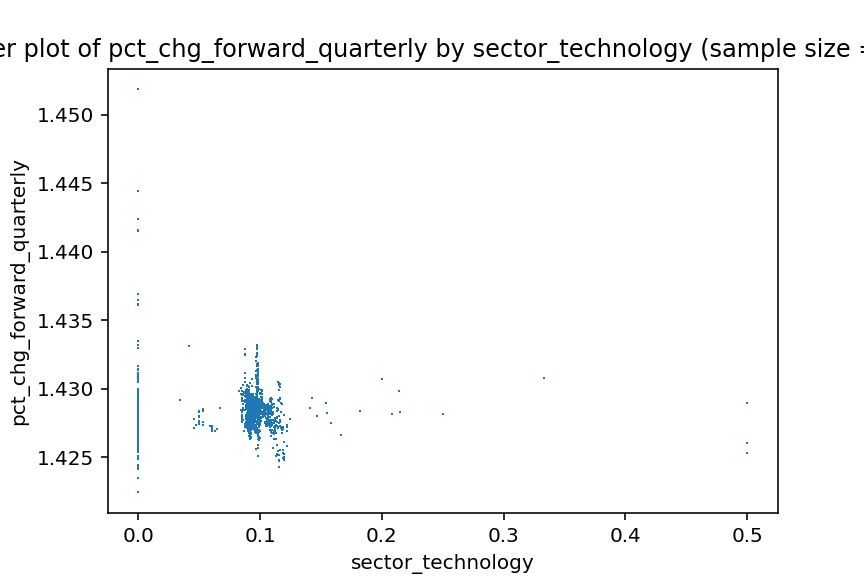 er plot of pct_chg_forward_quarterly by sector_technology (sample size =
1.450
1.445
1.440
1.435
1.430
1.425
pct_chg_forward_quarterly
0.0 0.1 0.2 0.3 0.4 0.5
sector_technology